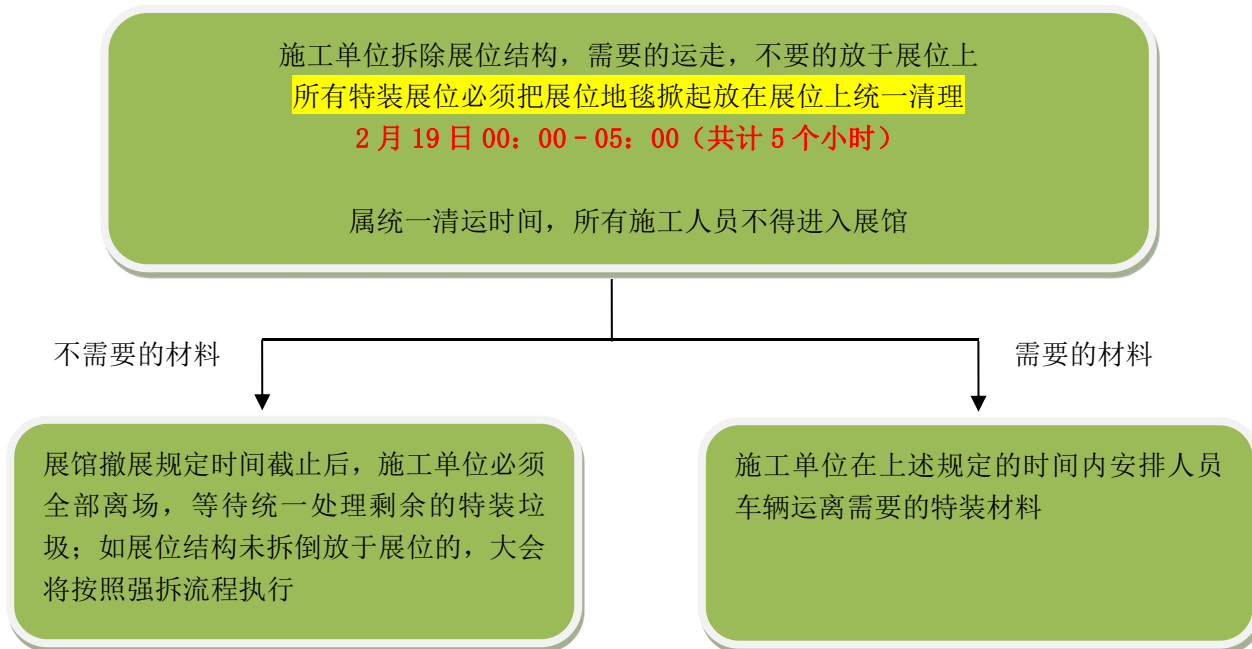 施工单位拆除展位结构，需要的运走，不要的放于展位上
所有特装展位必须把展位地毯掀起放在展位上统一清理
2月19日00：00–05：00（共计5个小时）
属统一清运时间，所有施工人员不得进入展馆
不需要的材料
需要的材料
展馆撤展规定时间截止后，施工单位必须
全部离场，等待统一处理剩余的特装垃
圾；如展位结构未拆倒放于展位的，大会
将按照强拆流程执行
施工单位在上述规定的时间内安排人员
车辆运离需要的特装材料